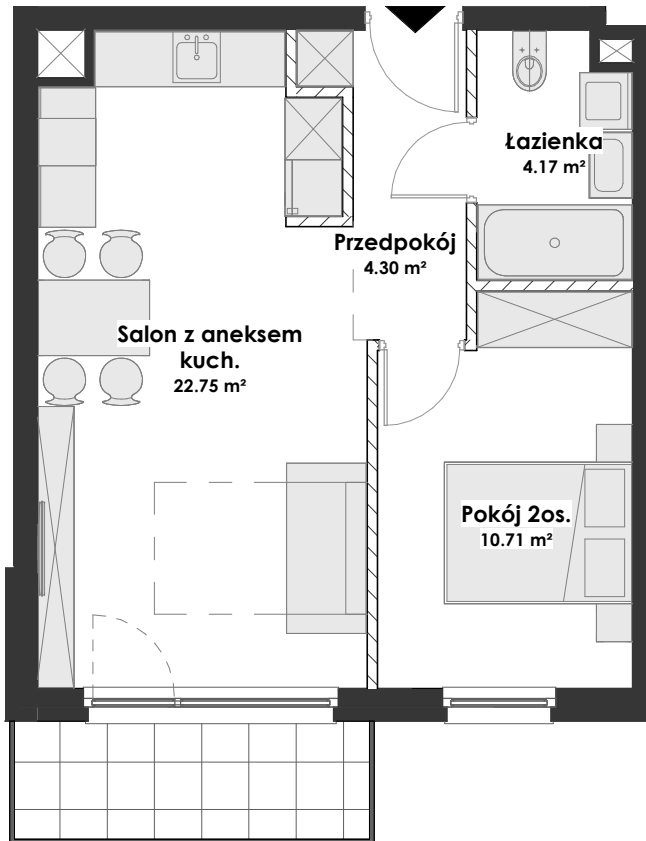 Łazienka
4.17 m²
Przedpokój
4.30 m²
Salon z aneksem
kuch.
22.75 m²
Pokój 2os.
10.71 m²